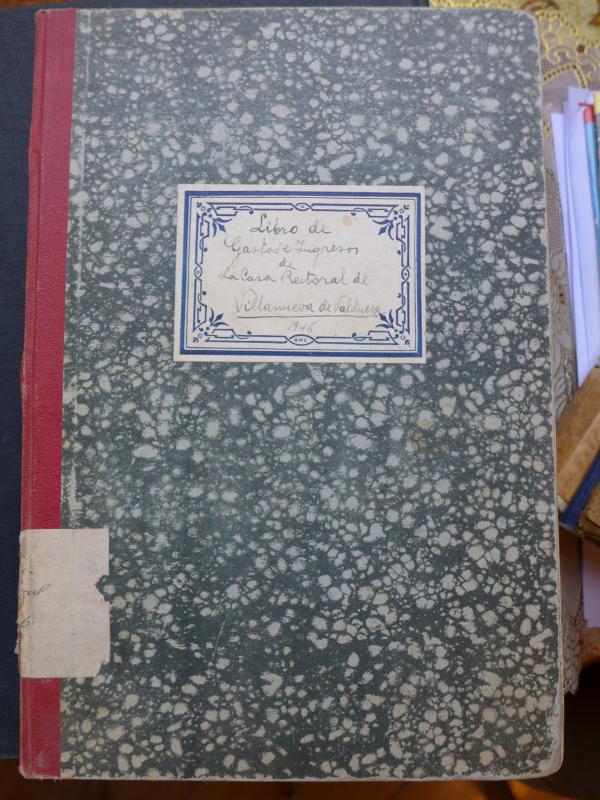 Libro de
Gastos e Ingresos
de
La Casa Rectoral de
Villanueva de Valdueza
1946